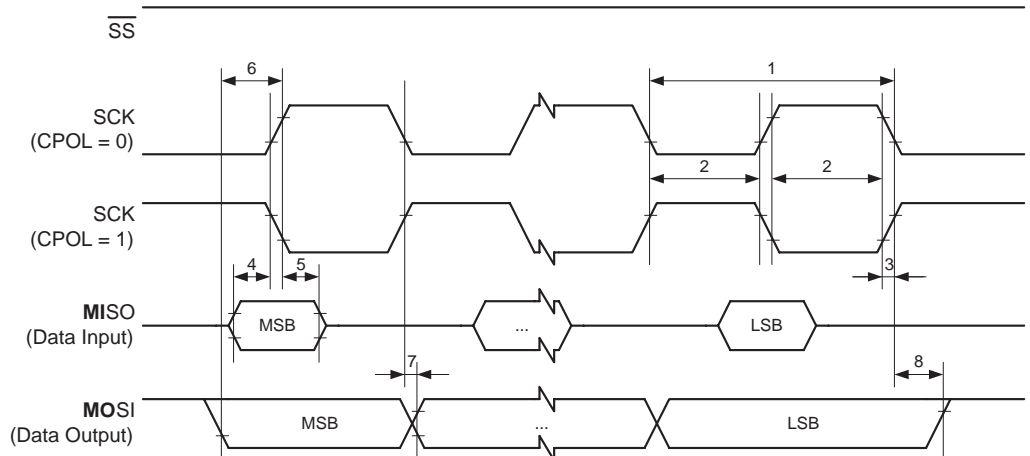 SS
6
1
SCK
(CPOL = 0)
2
2
SCK
(CPOL = 1)
4
5
3
MISO
(Data Input)
MSB
...
LSB
7
8
MOSI
(Data Output)
MSB
...
LSB